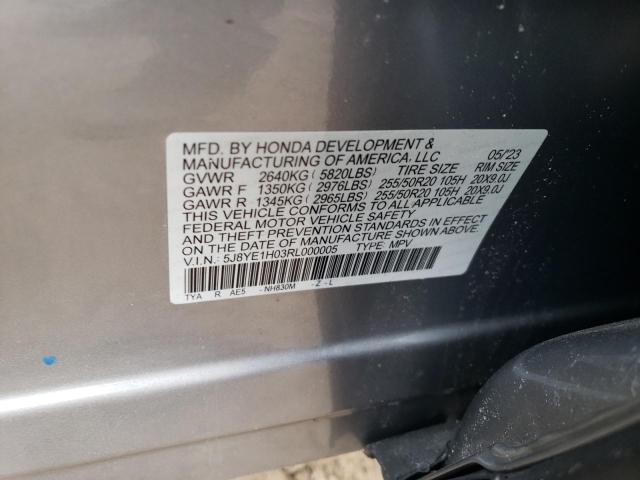 MFD. BY HONDA DEVELOPMENT &
MANUFACTURING OF AMERICA, LLC 05/'23
GVWR 2640KG ( 5820LBS) TIRE SIZE RIM SIZE
GAWR F 1350KG ( 2976LBS) 255/50R20 105H 20X9.0J
GAWR R 1345KG ( 2965LBS) 255/50R20 105H 20X9.0J
THIS VEHICLE CONFORMS TO ALL APPLICABLE
FEDERAL MOTOR VEHICLE SAFETY
AND THEFT PREVENTION STANDARDS IN EFFECT
ON THE DATE OF MANUFACTURE SHOWN ABOVE.
V.I.N.: 5J8YE1H03RL000005 TYPE: MPV
TYA R AE5 -NH830M -Z-L